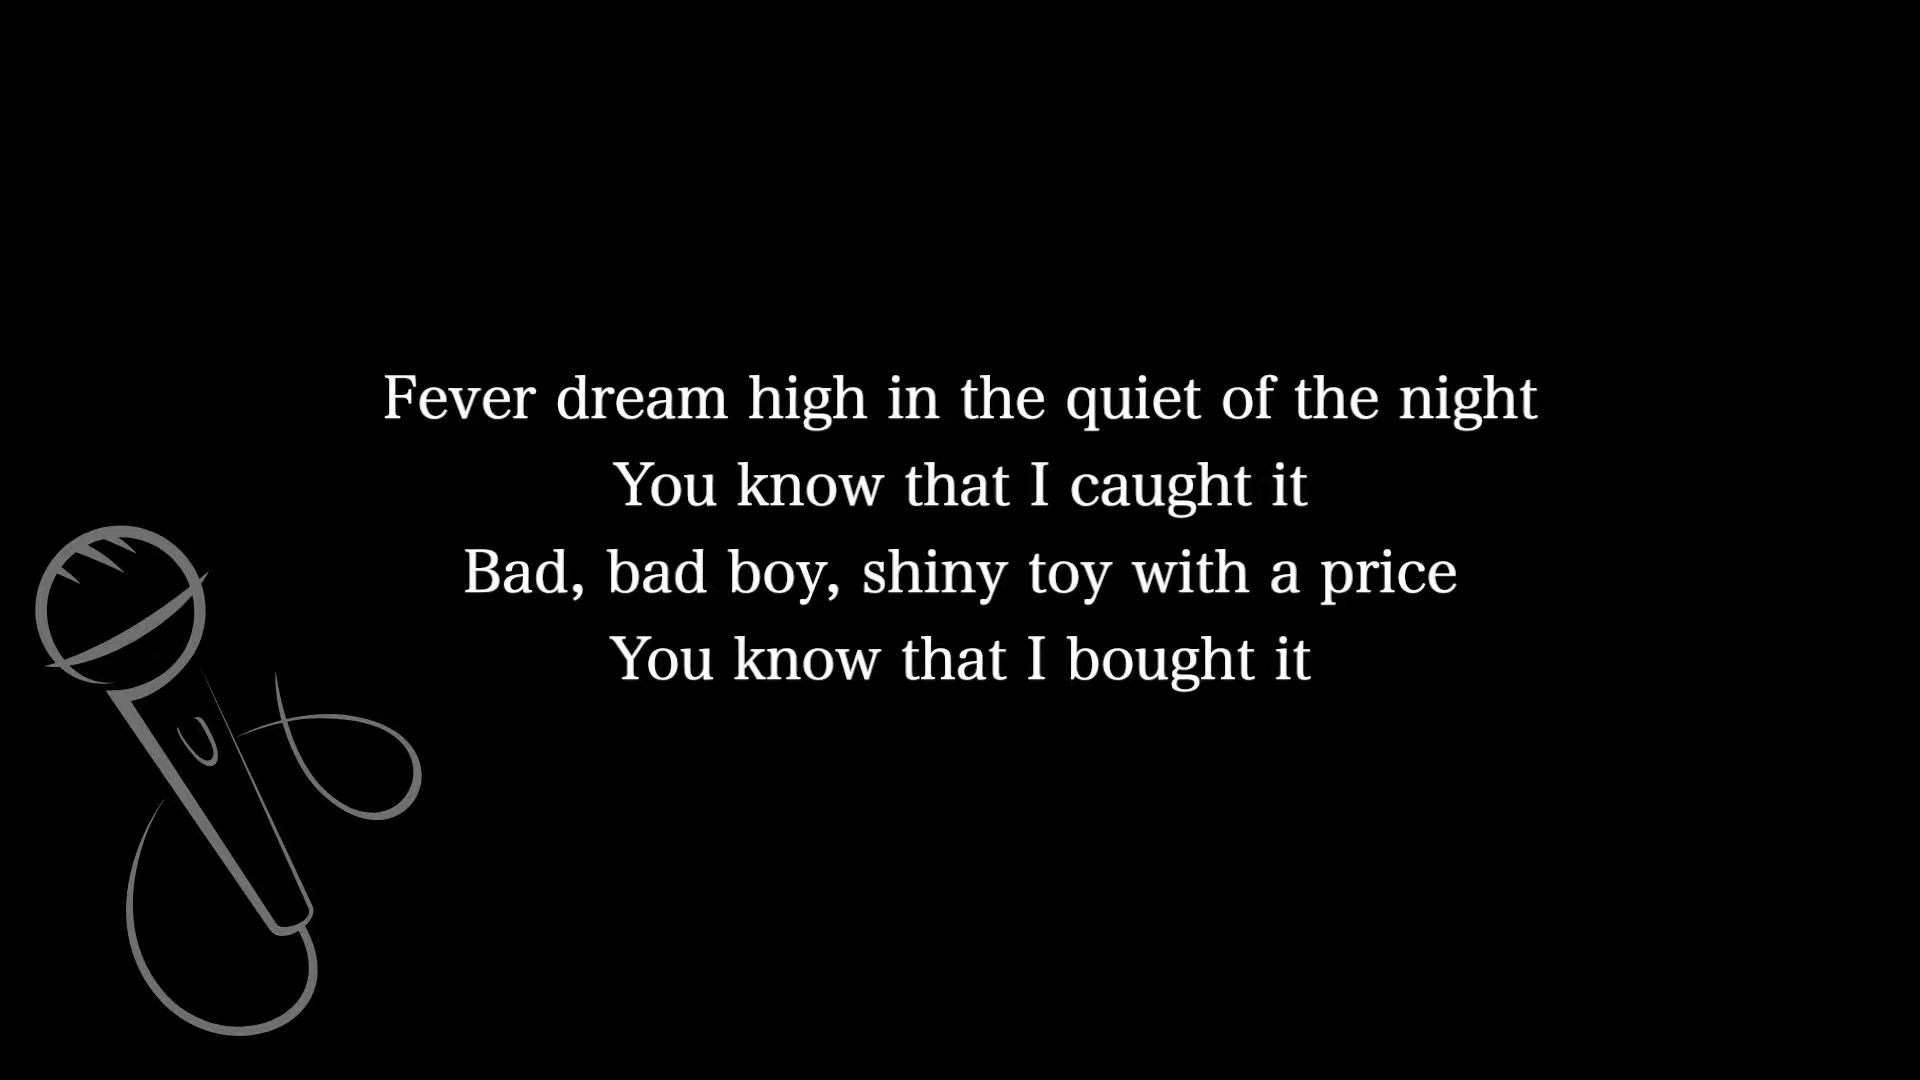 Fever dream high in the quiet of the night
You know that I caught it
Bad, bad boy, shiny toy with a price
You know that I bought it